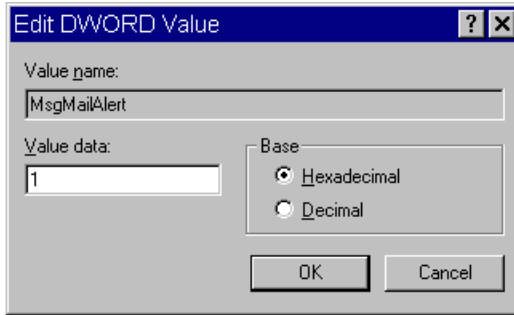 Edit DWORD Value
Value name:
MsgMailAlert
Value data:
1
Base
Hexadecimal
Decimal
OK
Cancel